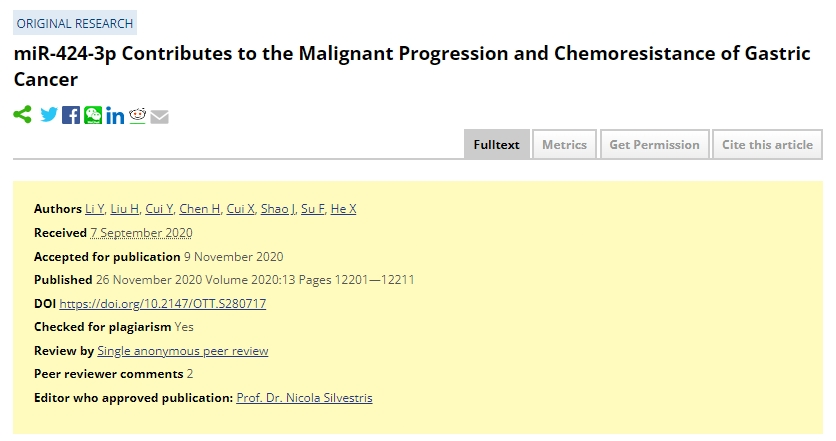 ORIGINAL RESEARCH
miR-424-3p Contributes to the Malignant Progression and Chemoresistance of Gastric
Cancer
Fulltext Metrics Get Permission Cite this article
Authors Li Y, Liu H, Cui Y, Chen H, Cui X, Shao J, Su F, He X
Received 7 September 2020
Accepted for publication 9 November 2020
Published 26 November 2020 Volume 2020:13 Pages 12201—12211
DOI https://doi.org/10.2147/OTT.S280717
Checked for plagiarism Yes
Review by Single anonymous peer review
Peer reviewer comments 2
Editor who approved publication: Prof. Dr. Nicola Silvestris